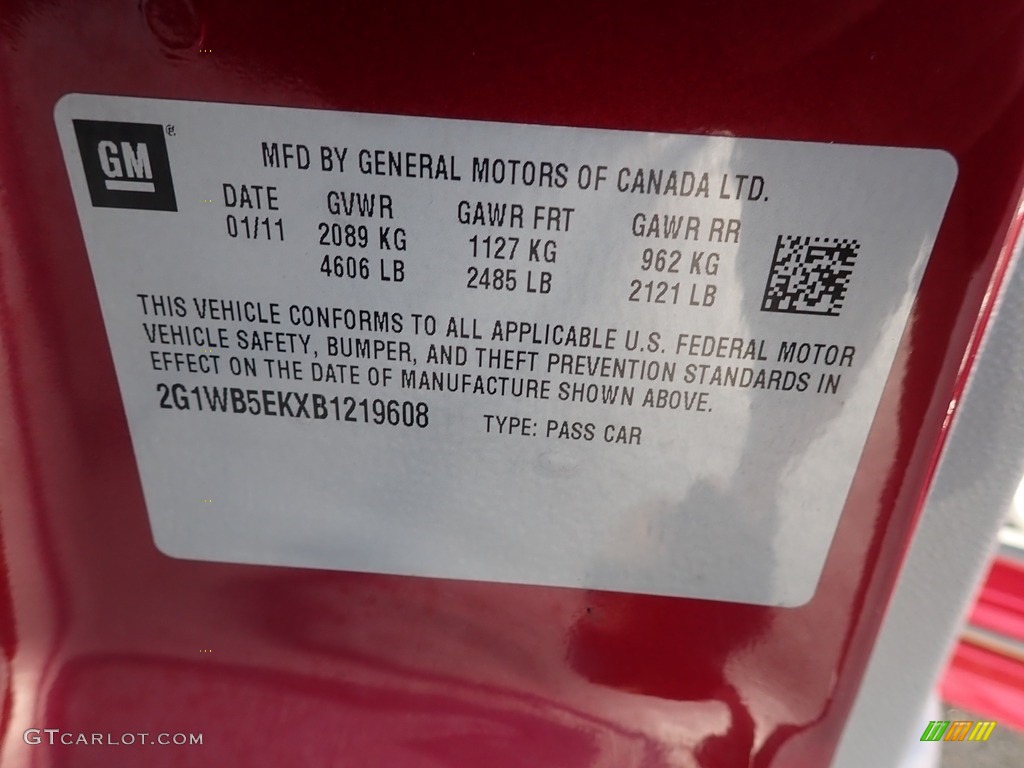 GM
MFD BY GENERAL MOTORS OF CANADA LTD.
DATE GVWR GAWR FRT GAWR RR
01/11 2089 KG 1127 KG 962 KG
4606 LB 2485 LB 2121 LB
THIS VEHICLE CONFORMS TO ALL APPLICABLE U.S. FEDERAL MOTOR
VEHICLE SAFETY, BUMPER, AND THEFT PREVENTION STANDARDS IN
EFFECT ON THE DATE OF MANUFACTURE SHOWN ABOVE.
2G1WB5EKXB1219608 TYPE: PASS CAR
GTCARLOT.COM